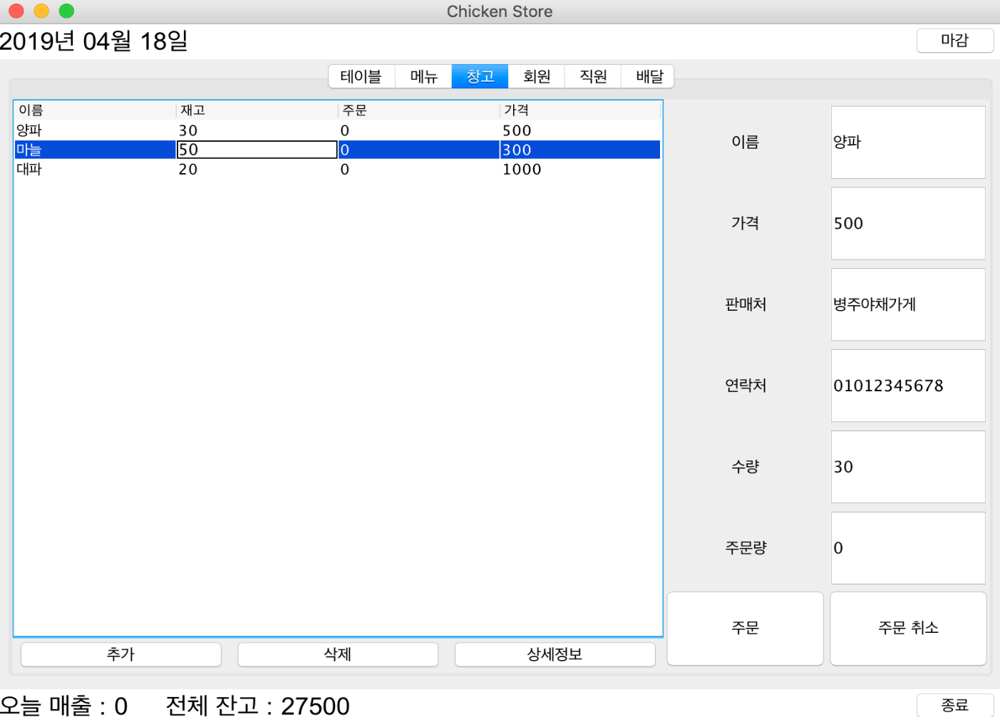 Chicken Store
2019년 04월 18일
마감
테이블 메뉴 창고 회원 직원 배달
이름 재고 주문 가격
양파 30 0 500
마늘 50 0 300
대파 20 0 1000
이름 양파
가격 500
판매처 병주야채가게
연락처 01012345678
수량 30
주문량 0
주문 주문 취소
추가 삭제 상세정보
오늘 매출 : 0 전체 잔고 : 27500
종료